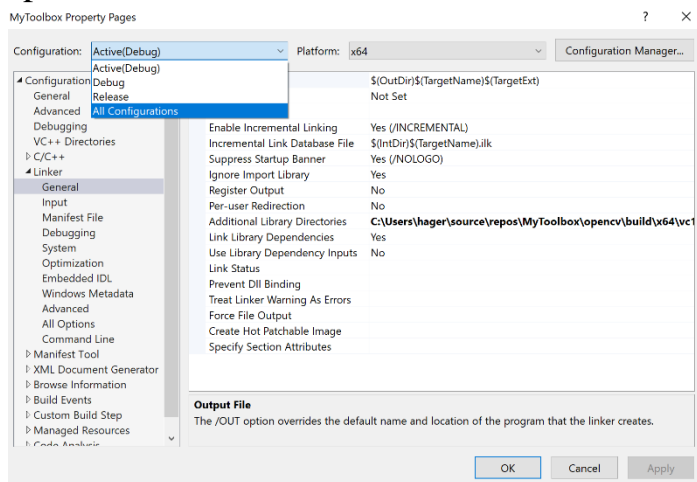 MyToolbox Property Pages ? ×
Configuration: Active(Debug) Platform: x64 Configuration Manager...
Active(Debug)
Debug
Release
All Configurations
Configuration
General
Advanced
Debugging
VC++ Directories
C/C++
Linker
General
Input
Manifest File
Debugging
System
Optimization
Embedded IDL
Windows Metadata
Advanced
All Options
Command Line
Manifest Tool
XML Document Generator
Browse Information
Build Events
Custom Build Step
Managed Resources
Code Analysis
$(OutDir)$(TargetName)$(TargetExt)
Not Set
Enable Incremental Linking Yes (/INCREMENTAL)
Incremental Link Database File $(IntDir)$(TargetName).ilk
Suppress Startup Banner Yes (/NOLOGO)
Ignore Import Library Yes
Register Output No
Per-user Redirection No
Additional Library Directories C:\Users\hager\source\repos\MyToolbox\opencv\build\x64\vc1
Link Library Dependencies Yes
Use Library Dependency Inputs No
Link Status
Prevent Dll Binding
Treat Linker Warning As Errors
Force File Output
Create Hot Patchable Image
Specify Section Attributes
Output File
The /OUT option overrides the default name and location of the program that the linker creates.
OK Cancel Apply